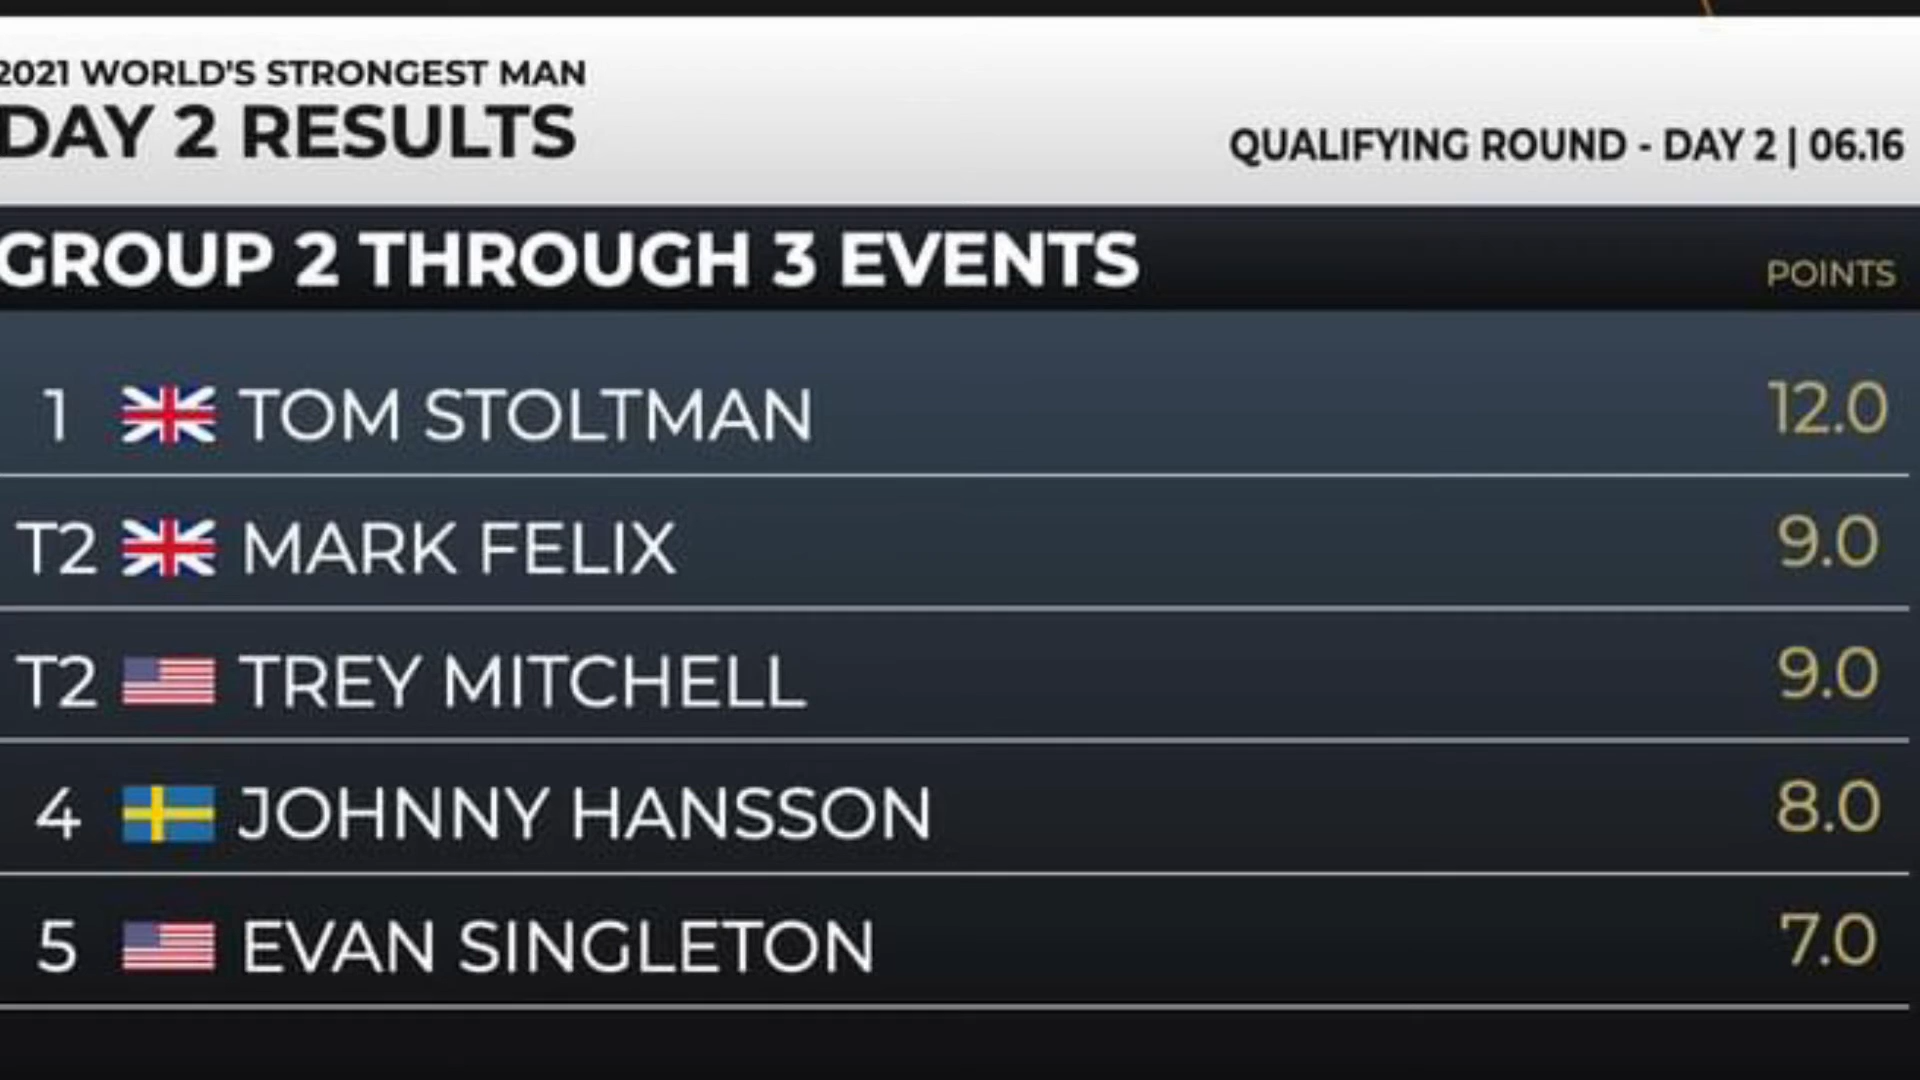 2021 WORLD'S STRONGEST MAN
DAY 2 RESULTS
QUALIFYING ROUND - DAY 2 | 06.16
GROUP 2 THROUGH 3 EVENTS POINTS
1 TOM STOLTMAN 12.0
T2 MARK FELIX 9.0
T2 TREY MITCHELL 9.0
4 JOHNNY HANSSON 8.0
5 EVAN SINGLETON 7.0